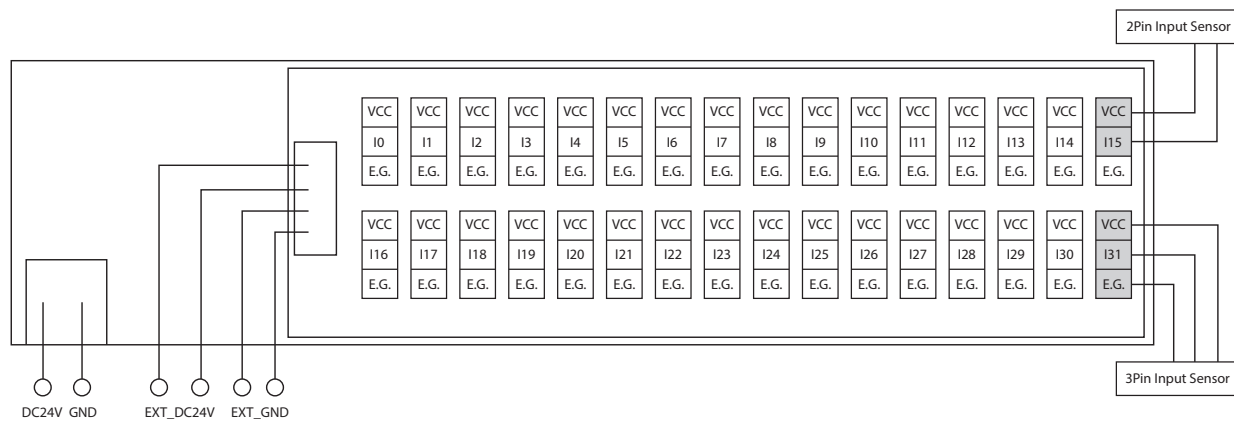 2Pin Input Sensor
VCC VCC VCC VCC VCC VCC VCC VCC VCC VCC VCC VCC VCC VCC VCC VCC
I0 I1 I2 I3 I4 I5 I6 I7 I8 I9 I10 I11 I12 I13 I14 I15
E.G. E.G. E.G. E.G. E.G. E.G. E.G. E.G. E.G. E.G. E.G. E.G. E.G. E.G. E.G. E.G.
VCC VCC VCC VCC VCC VCC VCC VCC VCC VCC VCC VCC VCC VCC VCC VCC
I16 I17 I18 I19 I20 I21 I22 I23 I24 I25 I26 I27 I28 I29 I30 I31
E.G. E.G. E.G. E.G. E.G. E.G. E.G. E.G. E.G. E.G. E.G. E.G. E.G. E.G. E.G. E.G.
3Pin Input Sensor
DC24V GND EXT_DC24V EXT_GND